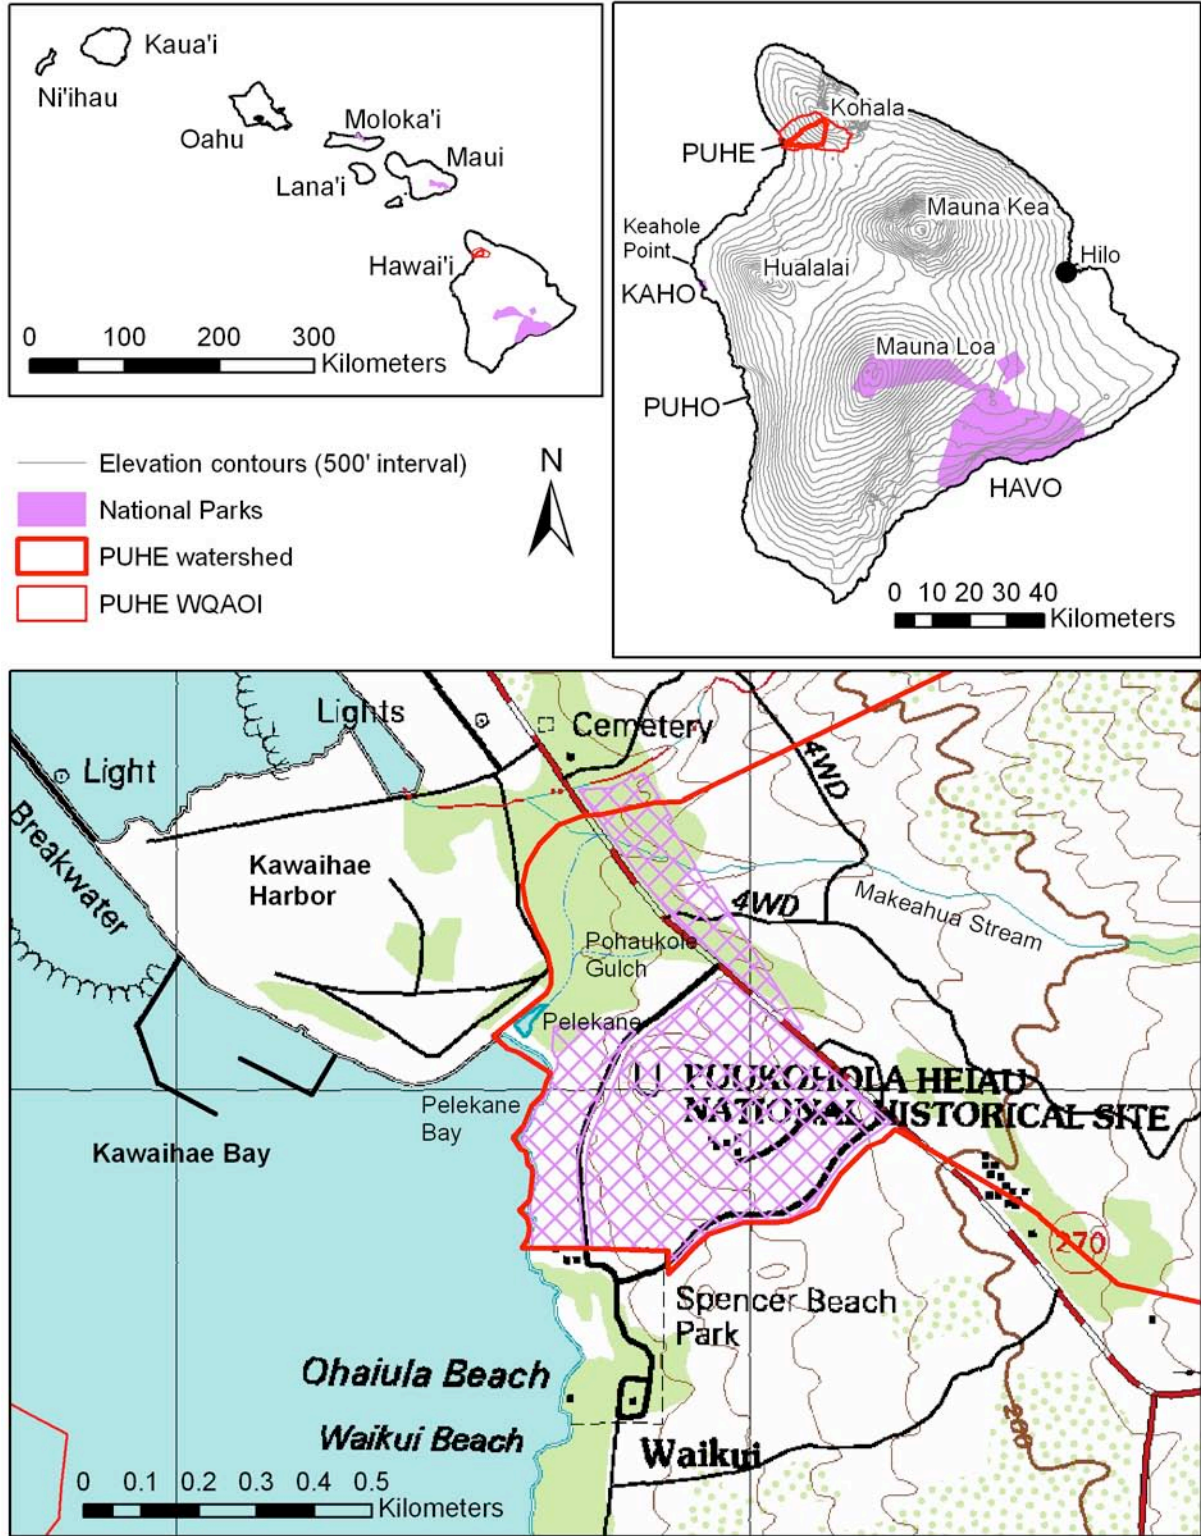 Kaua'i
Ni'ihau
Oahu
Moloka'i
Lana'i
Maui
Hawai'i
0 100 200 300
Kilometers
Kohala
PUHE
Mauna Kea
Keahole
Point
Hualalai
Hilo
KAHO
Mauna Loa
PUHO
HAVO
0 10 20 30 40
Kilometers
Elevation contours (500' interval)
National Parks
PUHE watershed
PUHE WQAOI
N
Lights
Light
Cemetery
4WD
Breakwater
Kawaihae
Harbor
4WD
Makeahua Stream
Pohaukole
Gulch
Pelekane
PUUKOHOLA HEIAU
NATIONAL HISTORICAL SITE
Pelekane
Bay
Kawaihae Bay
270
Spencer Beach
Park
Ohaiula Beach
Waikui Beach
Waikui
200
0 0.1 0.2 0.3 0.4 0.5
Kilometers